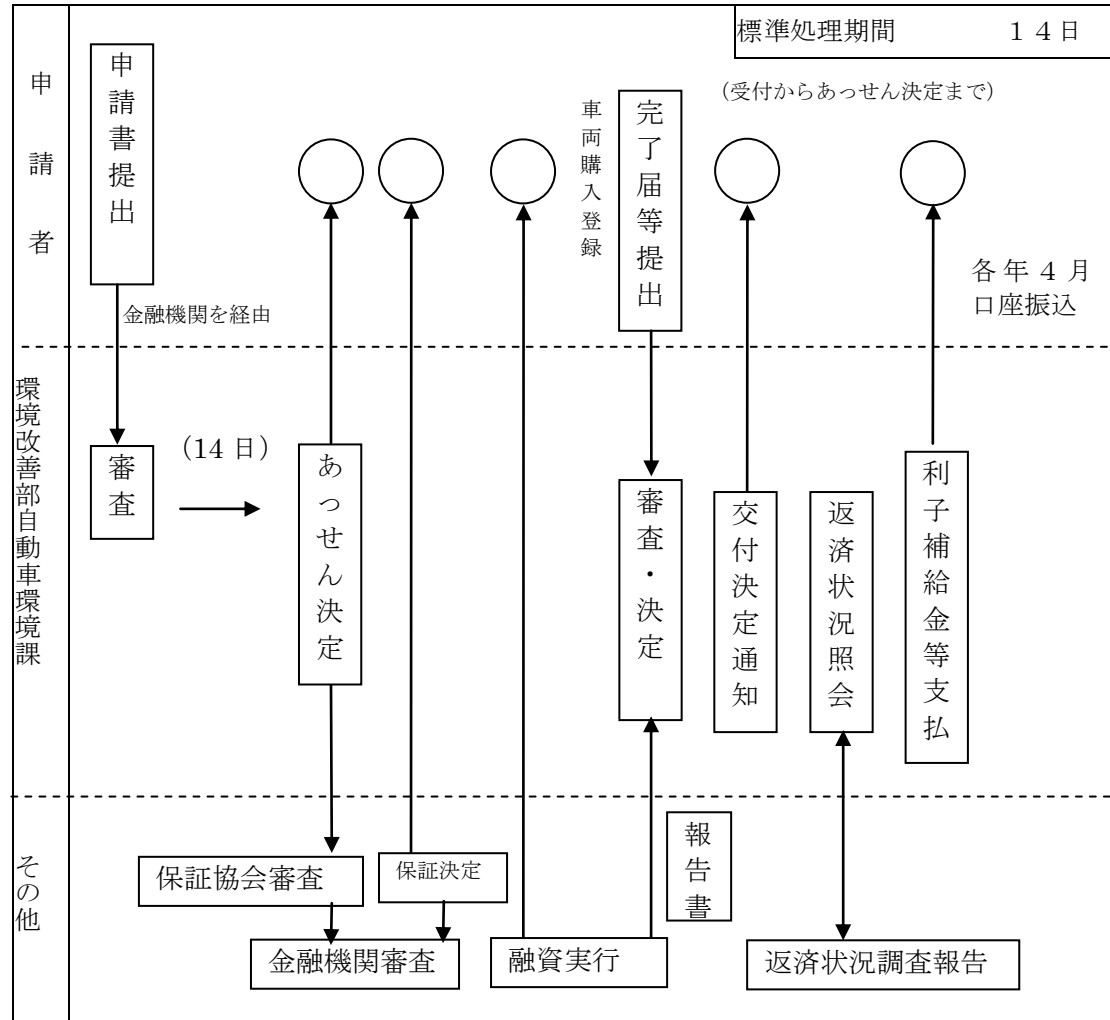 標準処理期間　１４日
（受付からあっせん決定まで）
申請者
申請書提出
金融機関を経由
車両購入登録
完了届等提出
各年４月
口座振込
環境改善部自動車環境課
審査
（14日）
あっせん決定
審査・決定
交付決定通知
返済状況照会
利子補給金等支払
その他
保証協会審査
保証決定
報告書
金融機関審査
融資実行
返済状況調査報告